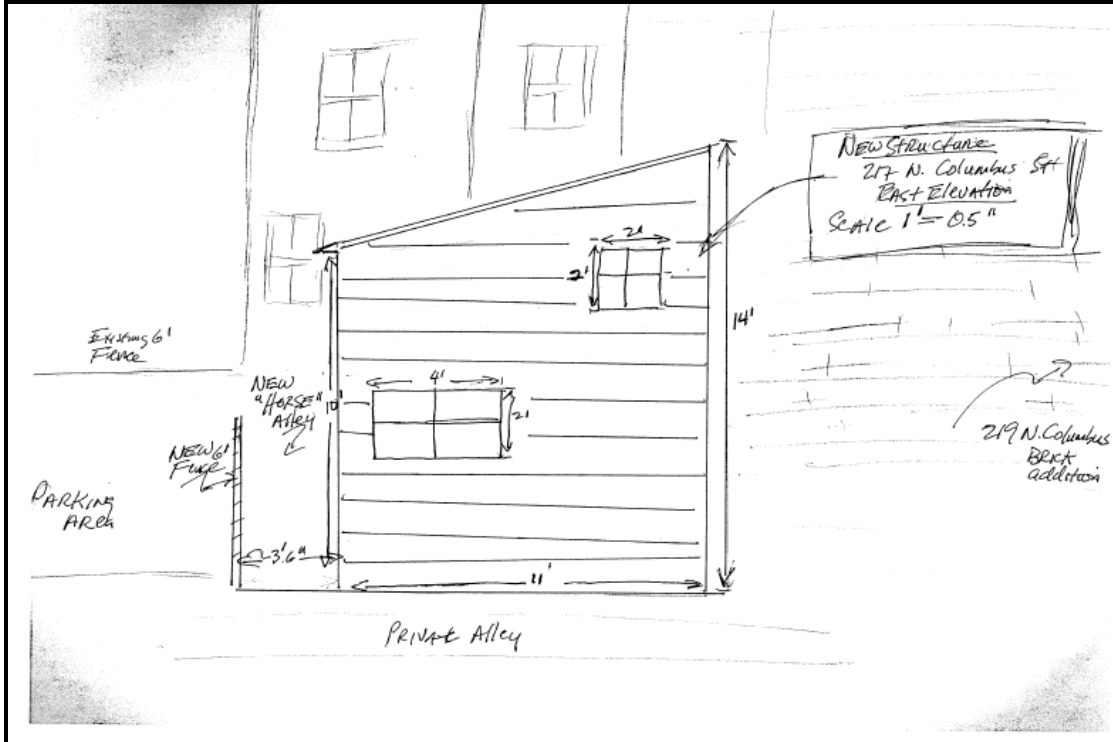 NEW STRUCTURE
217 N. Columbus St
EAST Elevation
SCALE 1' = 0.5"
2'
2'
14'
Existing 6'
Fence
NEW
"HORSE"
Alley
10'
4'
2'
NEW 6'
Fence
219 N. Columbus
BRICK
addition
PARKING
AREA
3'6"
11'
PRIVATE Alley